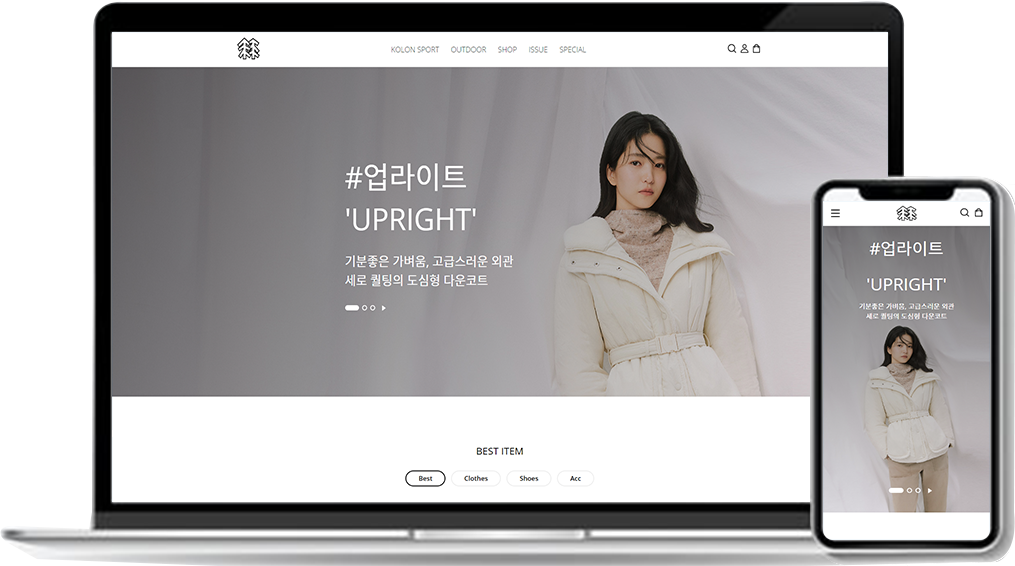 KOLON SPORT OUTDOOR SHOP ISSUE SPECIAL
#업라이트
'UPRIGHT'
기분좋은 가벼움, 고급스러운 외관
세로 퀼팅의 도심형 다운코트
BEST ITEM
Best Clothes Shoes Acc
#업라이트
'UPRIGHT'
기분좋은 가벼움, 고급스러운 외관
세로 퀼팅의 도심형 다운코트